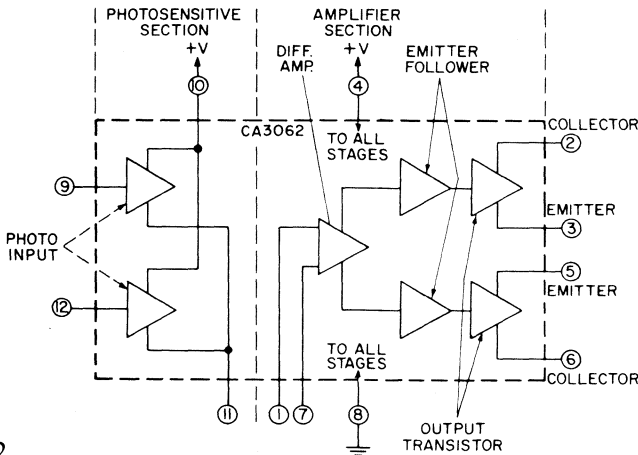 PHOTOSENSITIVE
SECTION
+V
10
AMPLIFIER
SECTION
+V
4
DIFF.
AMP.
EMITTER
FOLLOWER
CA3062
TO ALL
STAGES
COLLECTOR
2
9
EMITTER
3
PHOTO
INPUT
5
EMITTER
12
TO ALL
STAGES
6
COLLECTOR
11
1
7
8
OUTPUT
TRANSISTOR